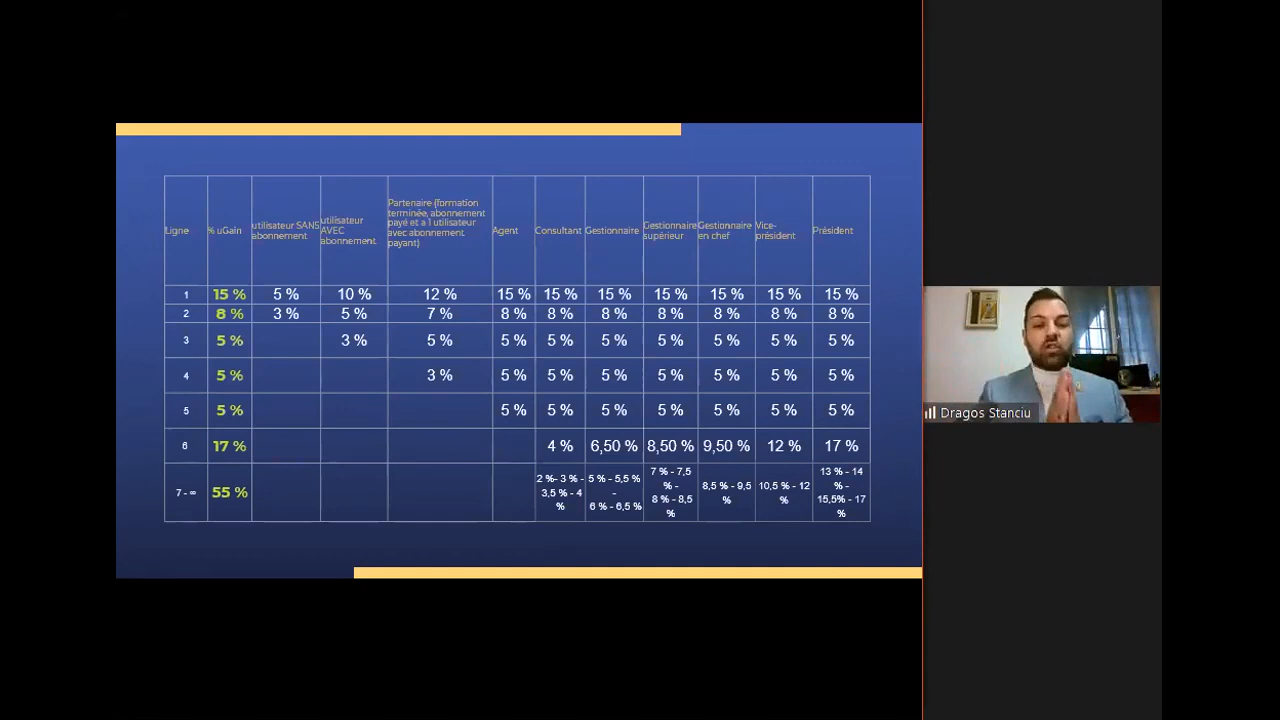 Ligne % uGain utilisateur SANS abonnement utilisateur AVEC abonnement Partenaire (formation terminée, abonnement payé et a 1 utilisateur avec abonnement payant) Agent Consultant Gestionnaire Gestionnaire supérieur Gestionnaire en chef Vice-président Président
1 15 % 5 % 10 % 12 % 15 % 15 % 15 % 15 % 15 % 15 % 15 %
2 8 % 3 % 5 % 7 % 8 % 8 % 8 % 8 % 8 % 8 % 8 %
3 5 % 3 % 5 % 5 % 5 % 5 % 5 % 5 % 5 % 5 %
4 5 % 3 % 5 % 5 % 5 % 5 % 5 % 5 % 5 %
5 5 % 5 % 5 % 5 % 5 % 5 % 5 % 5 %
6 17 % 4 % 6,50 % 8,50 % 9,50 % 12 % 17 %
7 - ∞ 55 % 2 %- 3 % - 3,5 % - 4 % 5 % - 5,5 % - 6 % - 6,5 % 7 % - 7,5 % - 8 % - 8,5 % 8,5 % - 9,5 % 10,5 % - 12 % 13 % - 14 % - 15,5% - 17 %
Dragos Stanciu